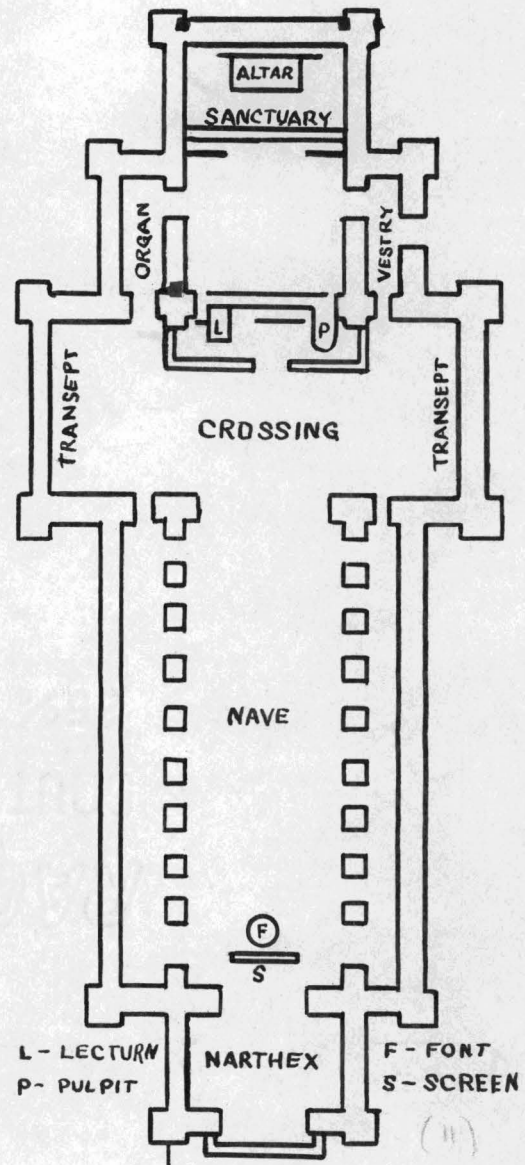 ALTAR
SANCTUARY
ORGAN
VESTRY
L
P
TRANSEPT
TRANSEPT
CROSSING
NAVE
F
S
L - LECTURN
P - PULPIT
NARTHEX
F - FONT
S - SCREEN
(11)